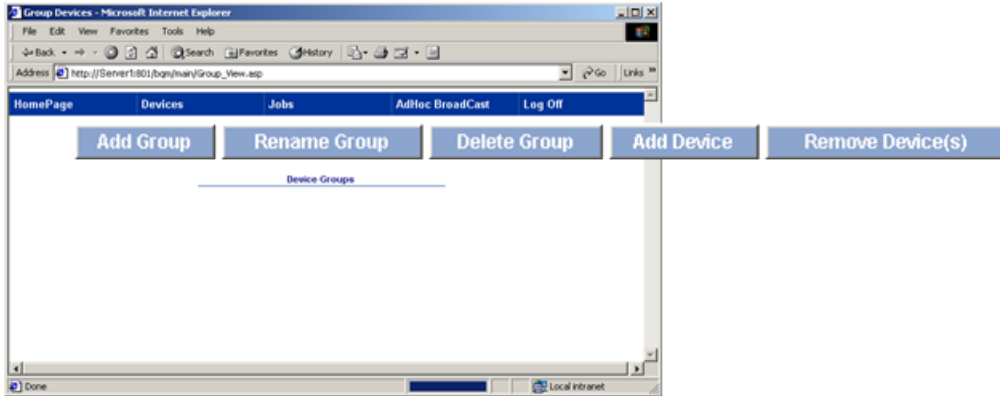 Group Devices - Microsoft Internet Explorer
File Edit View Favorites Tools Help
Back Search Favorites History
Address http://Server1:801/bqm/main/Group_View.asp Go Links »
HomePage Devices Jobs AdHoc BroadCast Log Off
Add Group Rename Group Delete Group Add Device Remove Device(s)
Device Groups
Done Local intranet